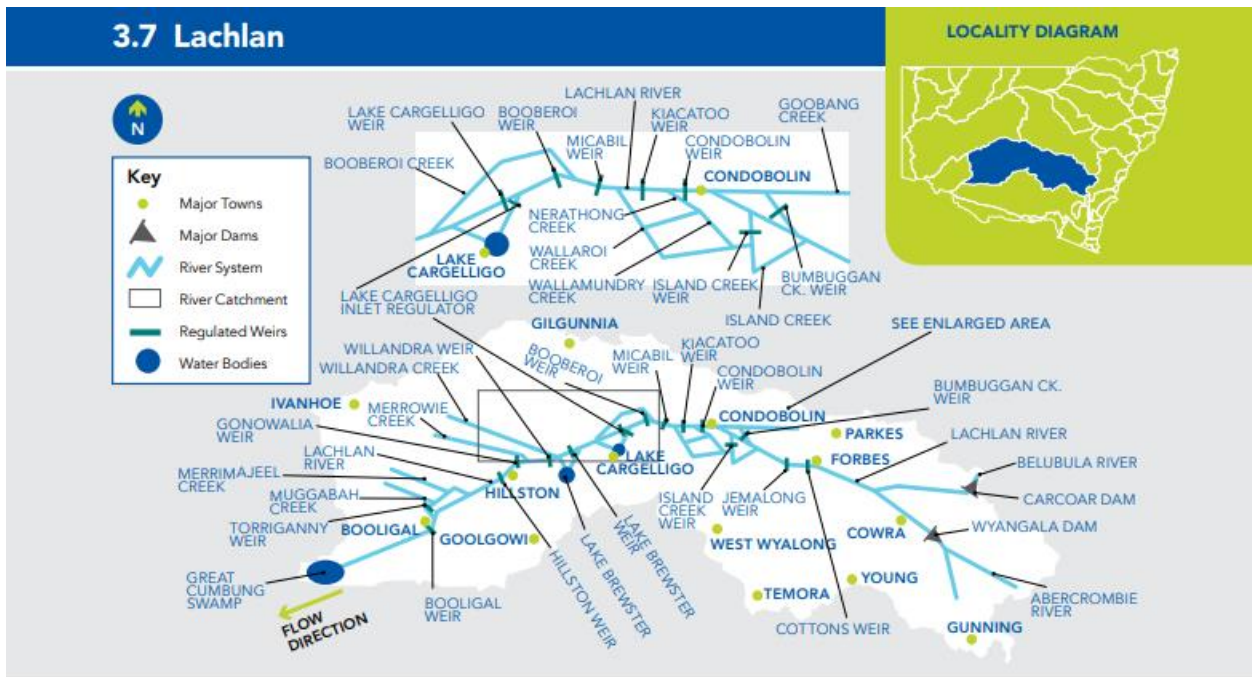 3.7 Lachlan
LOCALITY DIAGRAM
N
Key
Major Towns
Major Dams
River System
River Catchment
Regulated Weirs
Water Bodies
LAKE CARGELLIGO
WEIR
BOOBEROI
WEIR
LACHLAN RIVER
MICABIL
WEIR
KIACATOO
WEIR
CONDOBOLIN
WEIR
GOOBANG
CREEK
BOOBEROI CREEK
CONDOBOLIN
NERATHONG
CREEK
WALLAROI
CREEK
LAKE
CARGELLIGO
WALLAMUNDRY
CREEK
ISLAND CREEK
WEIR
BUMBUGGAN
CK. WEIR
ISLAND CREEK
LAKE CARGELLIGO
INLET REGULATOR
GILGUNNIA
SEE ENLARGED AREA
WILLANDRA WEIR
WILLANDRA CREEK
BOOBEROI
WEIR
MICABIL
WEIR
KIACATOO
WEIR
CONDOBOLIN
WEIR
BUMBUGGAN CK.
WEIR
IVANHOE
MERROWIE
CREEK
GONOWALIA
WEIR
CONDOBOLIN
PARKES
LACHLAN RIVER
LACHLAN
RIVER
FORBES
BELUBULA RIVER
MERRIMAJEEL
CREEK
HILLSTON
LAKE
CARGELLIGO
CARCOAR DAM
MUGGABAH
CREEK
ISLAND
CREEK
WEIR
JEMALONG
WEIR
TORRIGANNY
WEIR
BOOLIGAL
GOOLGOWI
WEST WYALONG
COWRA
WYANGALA DAM
HILLSTON WEIR
LAKE BREWSTER
LAKE BREWSTER
WEIR
GREAT
CUMBUNG
SWAMP
YOUNG
TEMORA
ABERCROMBIE
RIVER
BOOLIGAL
WEIR
COTTONS WEIR
GUNNING
FLOW
DIRECTION